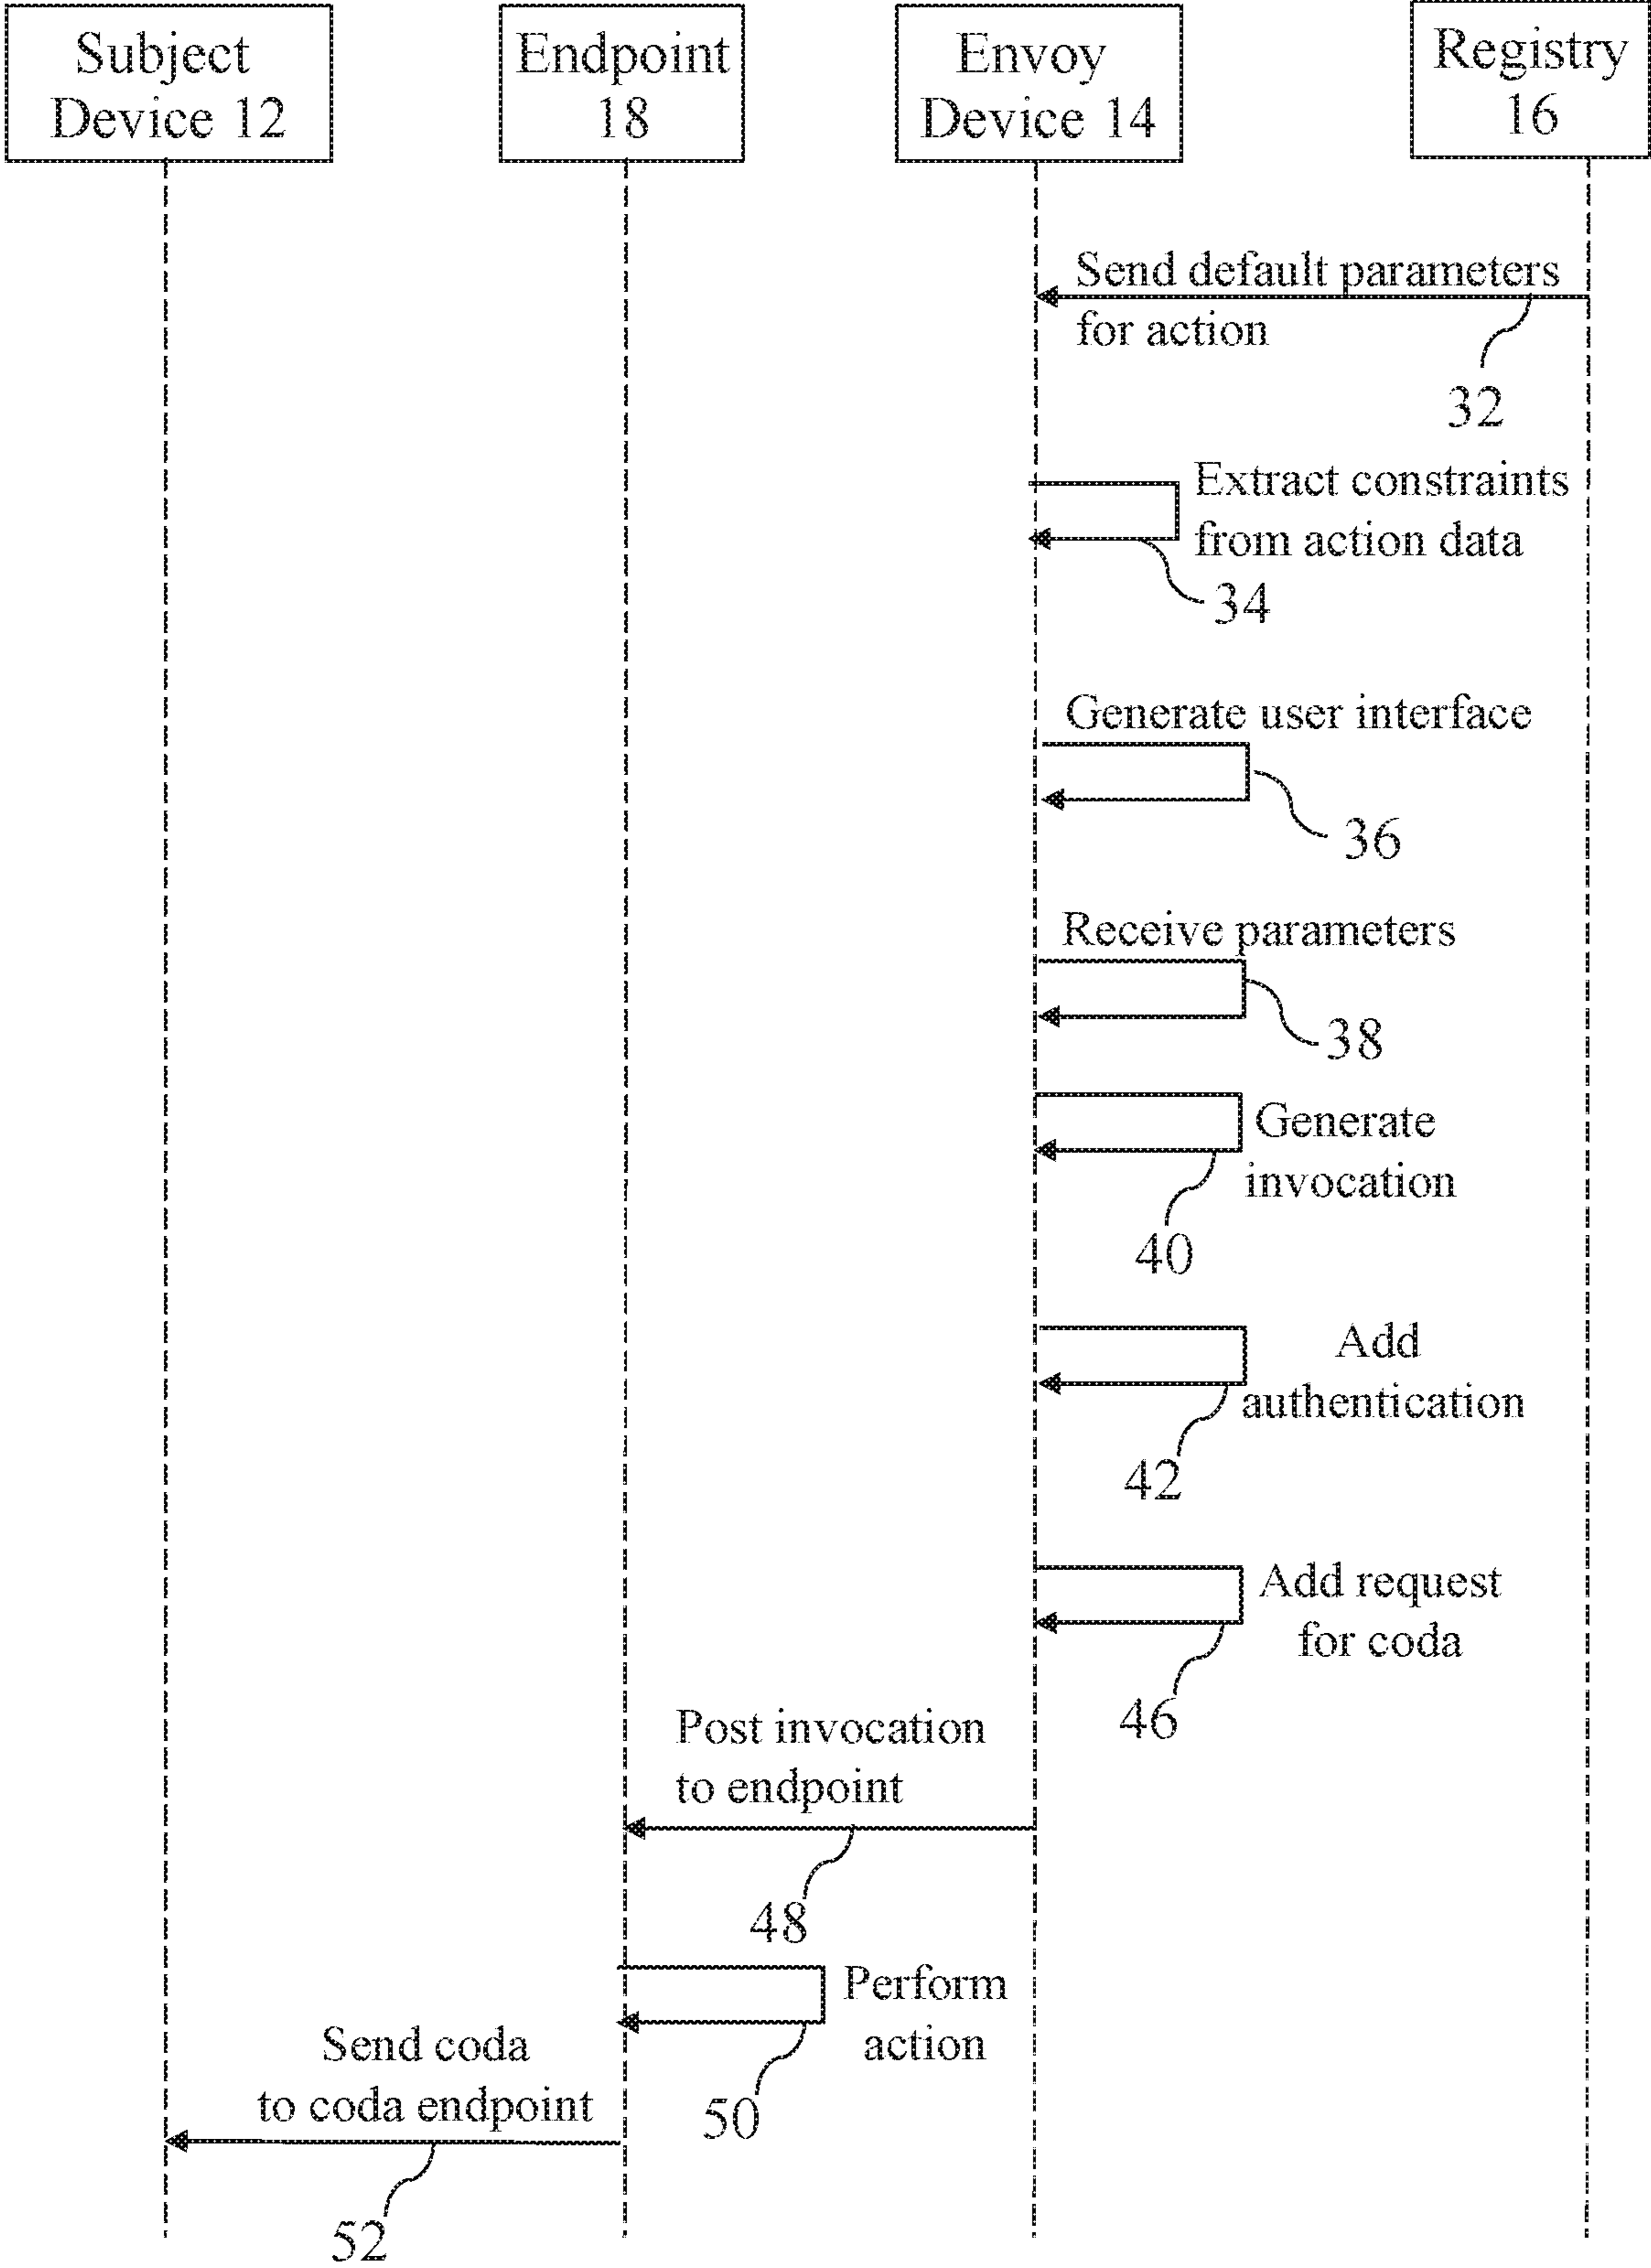 Subject
Device 12
Endpoint
18
Envoy
Device 14
Registry
16
Send default parameters
for action
32
Extract constraints
from action data
34
Generate user interface
36
Receive parameters
38
Generate
invocation
40
Add
authentication
42
Add request
for coda
46
Post invocation
to endpoint
48
Perform
action
50
Send coda
to coda endpoint
52